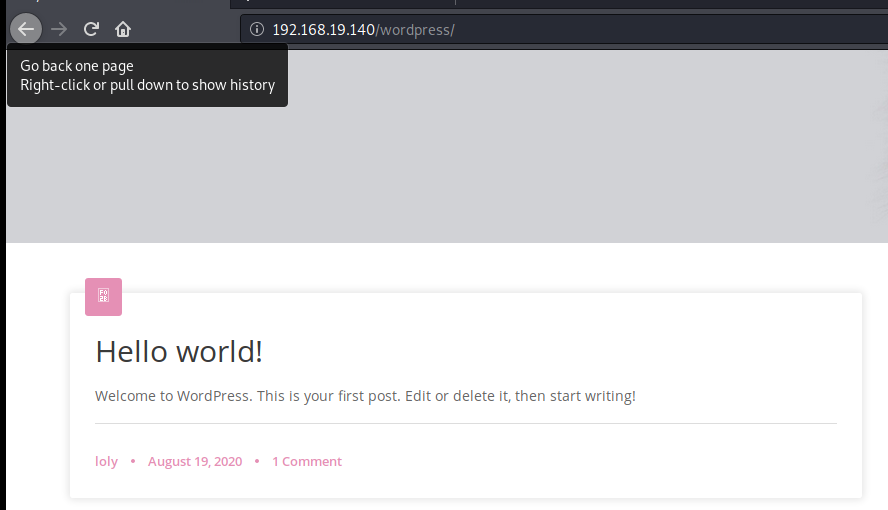 192.168.19.140/wordpress/
Go back one page
Right-click or pull down to show history
Hello world!
Welcome to WordPress. This is your first post. Edit or delete it, then start writing!
loly • August 19, 2020 • 1 Comment